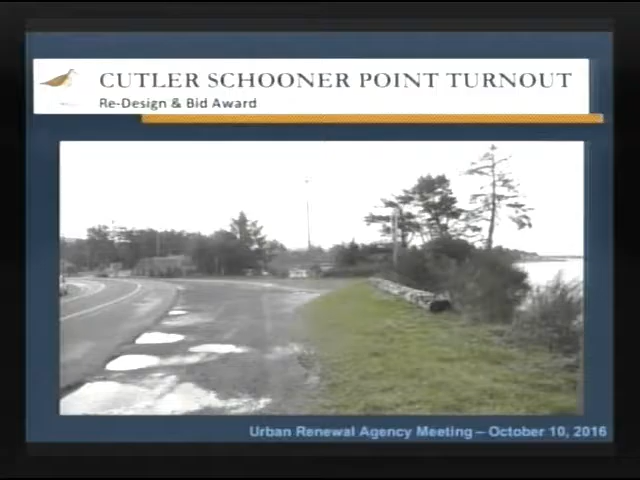 CUTLER SCHOONER POINT TURNOUT
Re-Design & Bid Award
Urban Renewal Agency Meeting – October 10, 2016